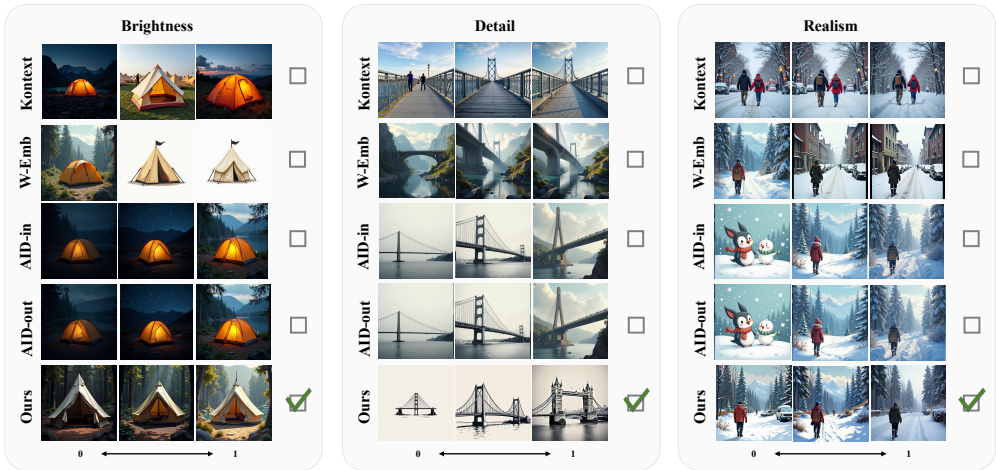 Brightness
Kontext
W-Emb
AID-in
AID-out
Ours
0 1
Detail
Kontext
W-Emb
AID-in
AID-out
Ours
0 1
Realism
Kontext
W-Emb
AID-in
AID-out
Ours
0 1